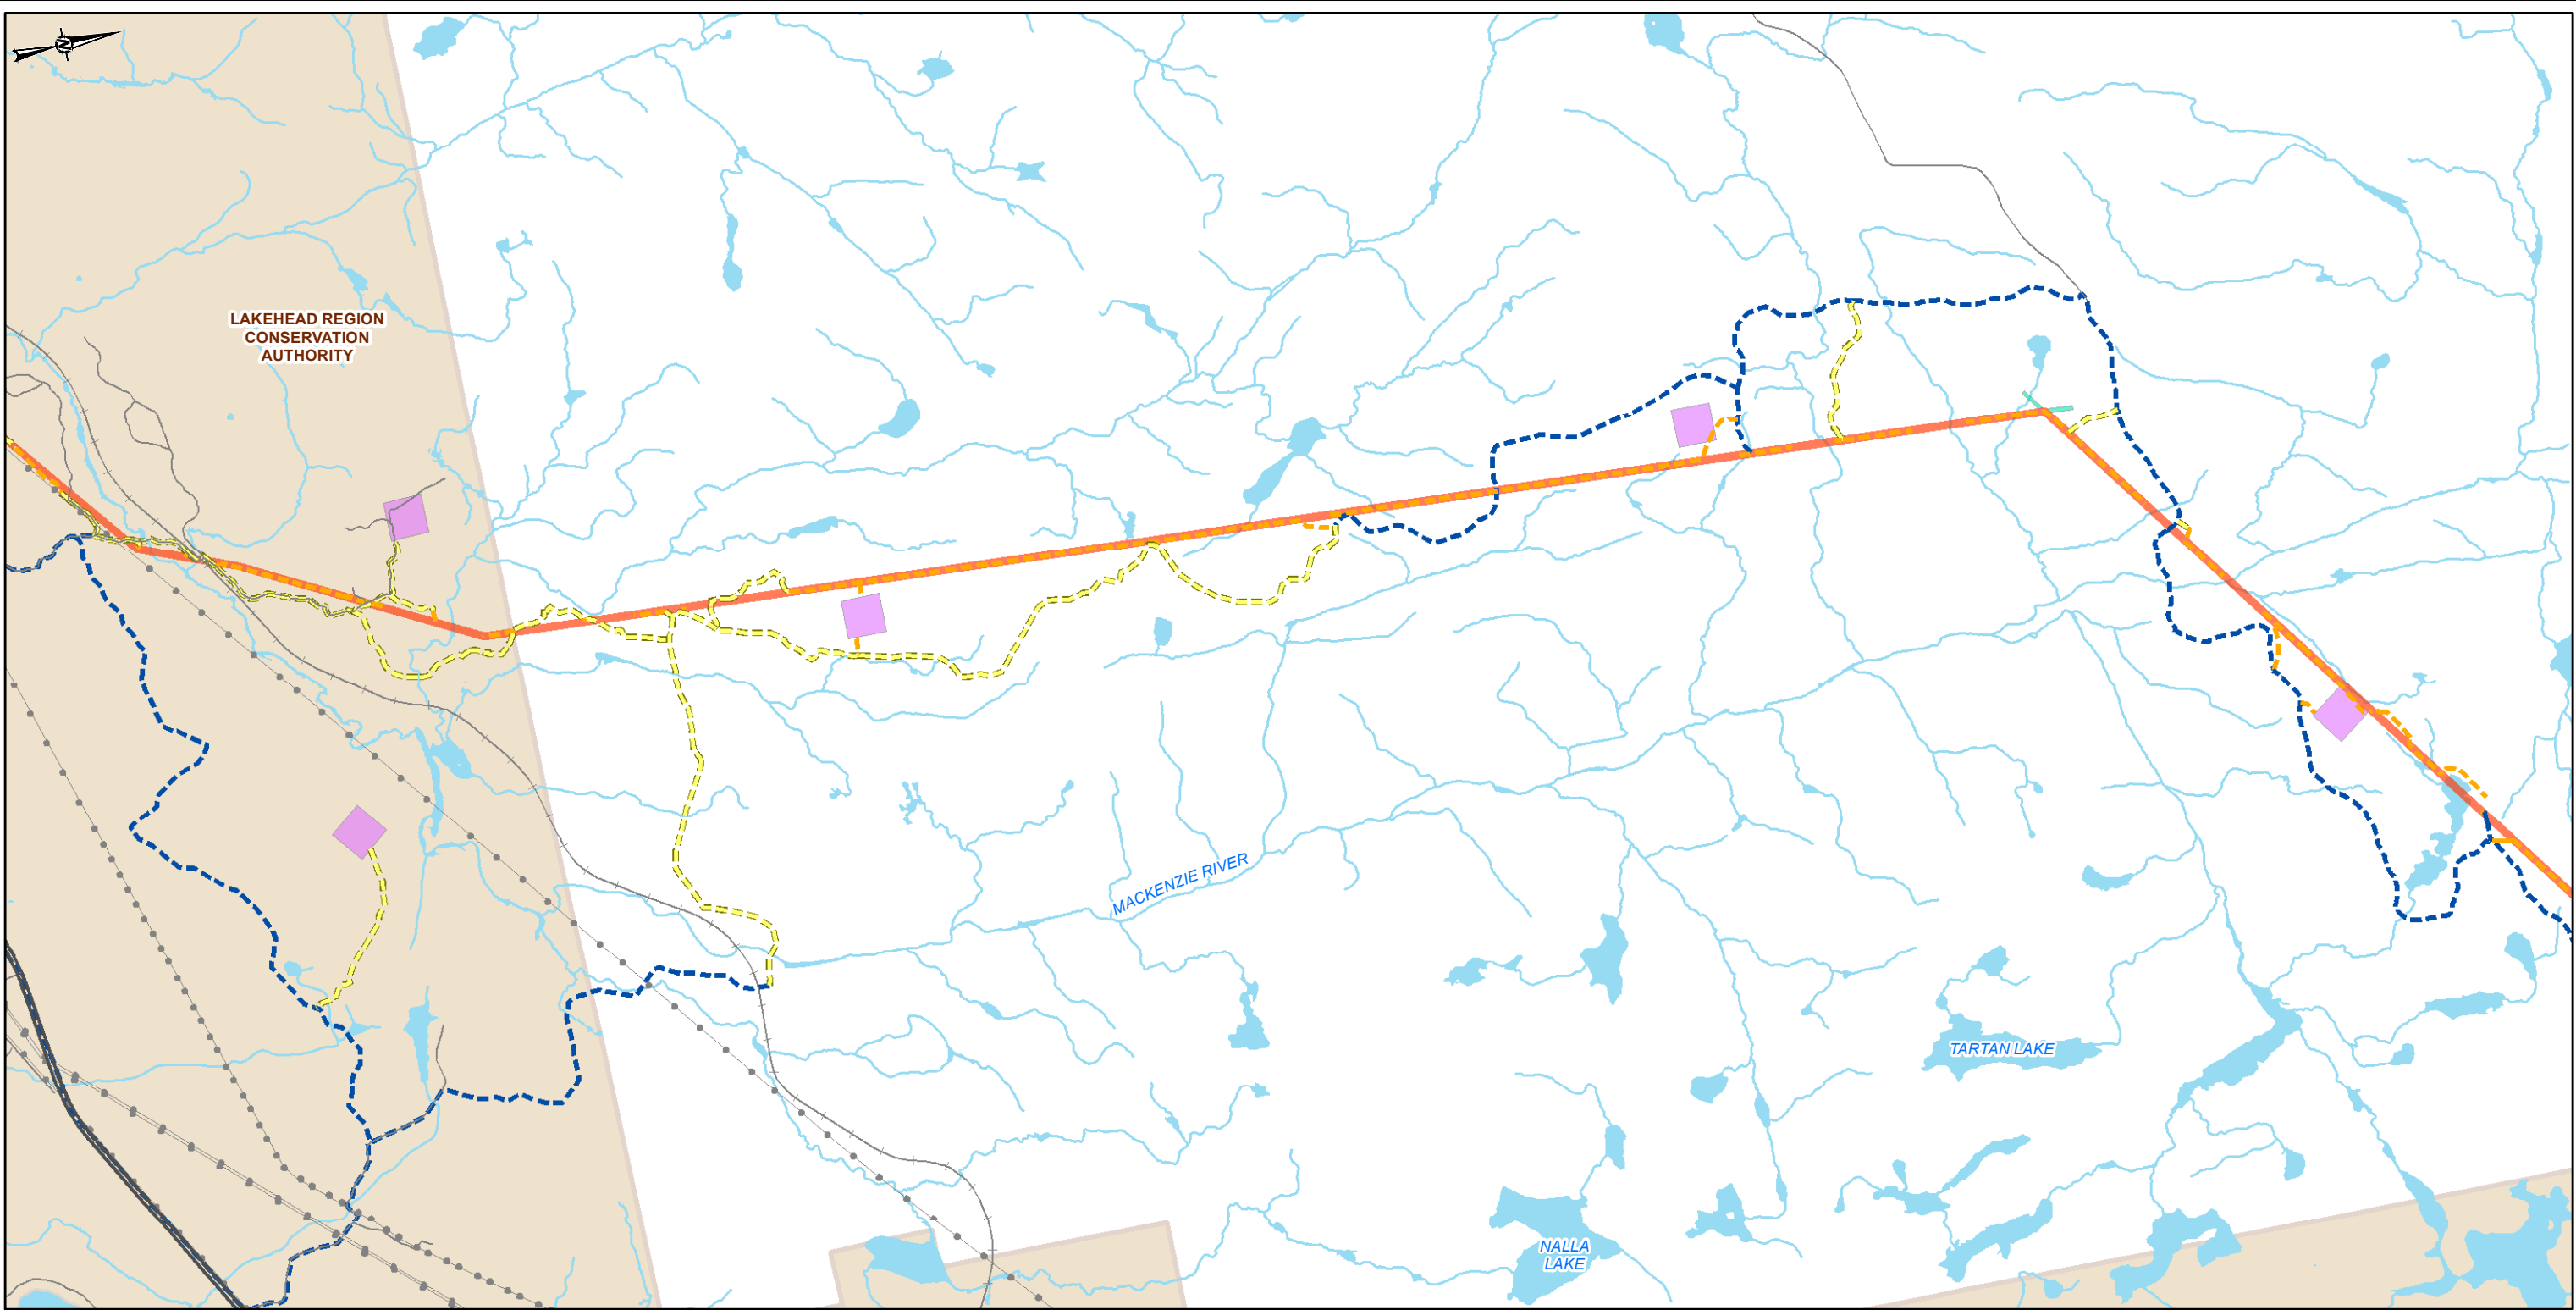 N
LAKEHEAD REGION
CONSERVATION
AUTHORITY
MACKENZIE RIVER
TARTAN LAKE
NALLA
LAKE